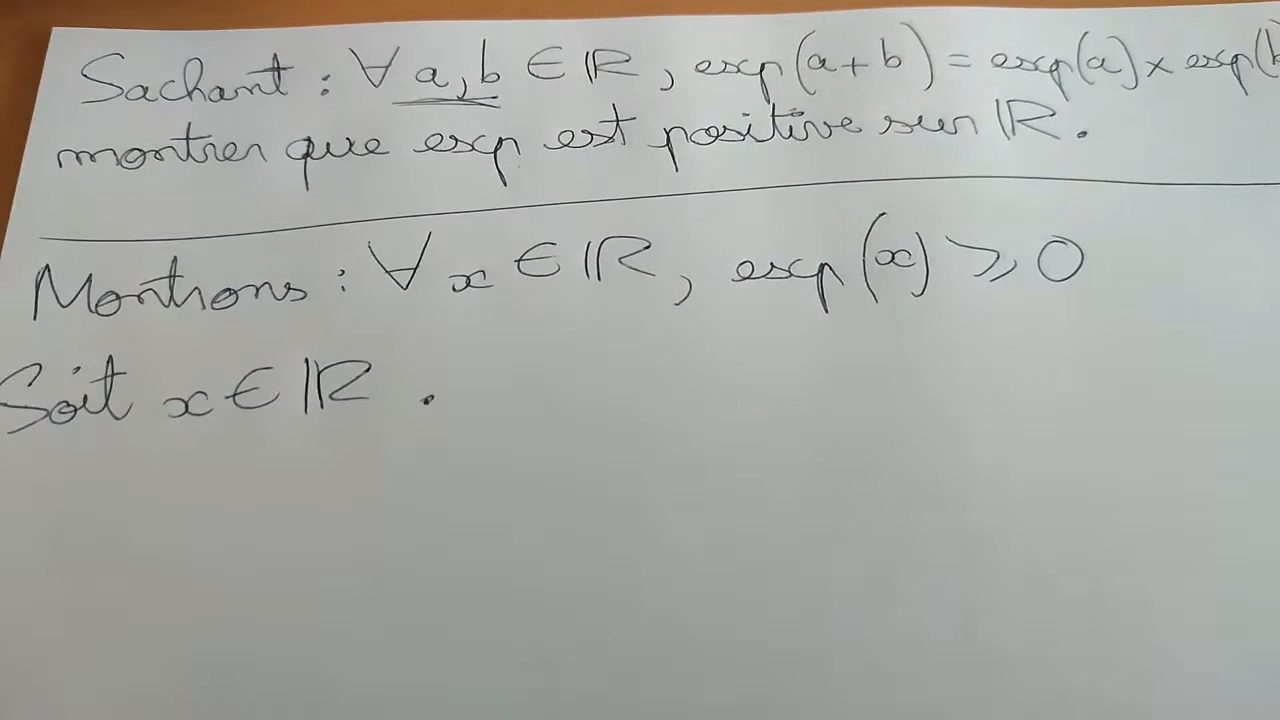 Sachant : ∀ a, b ∈ ℝ, exp(a+b) = exp(a) × exp(b
montrer que exp est positive sur ℝ.
Montrons : ∀ x ∈ ℝ, exp(x) ⩾ 0
Soit x ∈ ℝ.